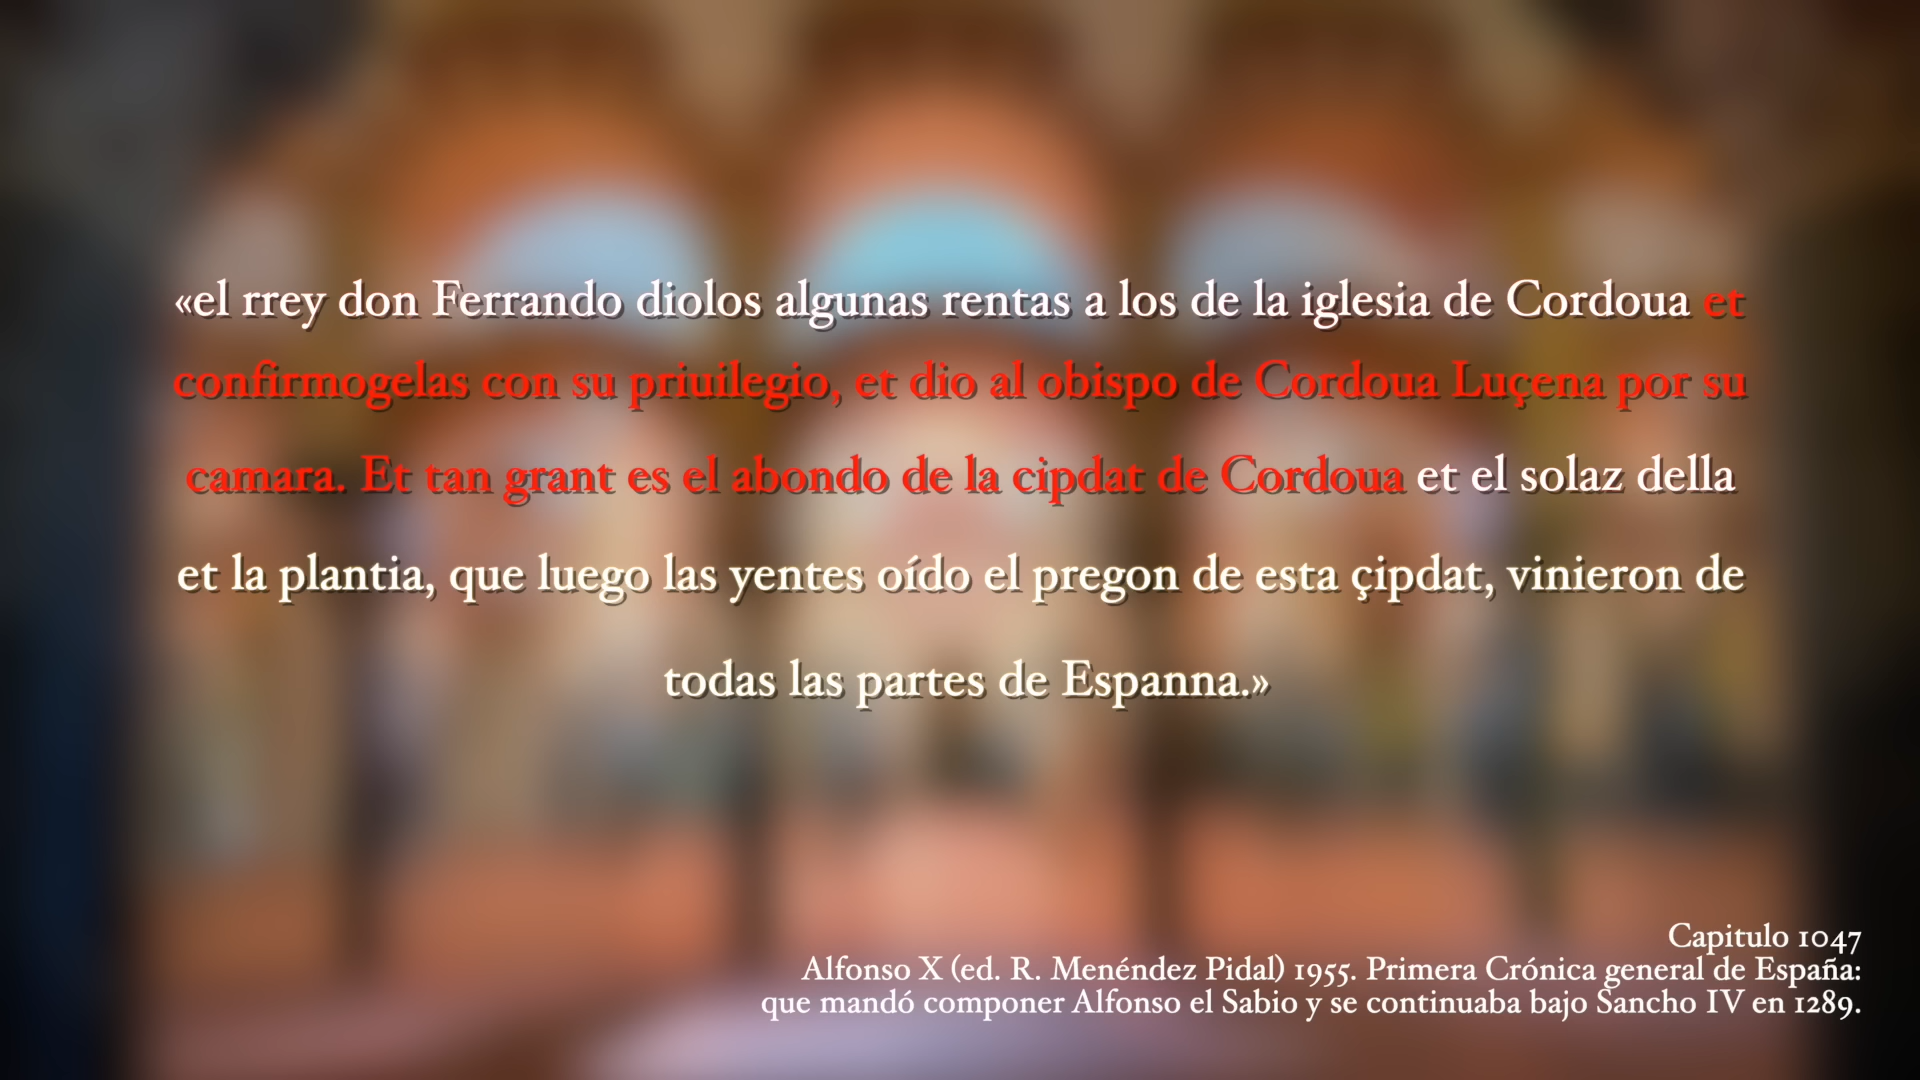 «el rrey don Ferrando diolos algunas rentas a los de la iglesia de Cordoua et
confirmogelas con su priuilegio, et dio al obispo de Cordoua Luçena por su
camara. Et tan grant es el abondo de la cipdat de Cordoua et el solaz della
et la plantia, que luego las yentes oído el pregon de esta çipdat, vinieron de
todas las partes de Espanna.»
Capitulo 1047
Alfonso X (ed. R. Menéndez Pidal) 1955. Primera Crónica general de España:
que mandó componer Alfonso el Sabio y se continuaba bajo Sancho IV en 1289.